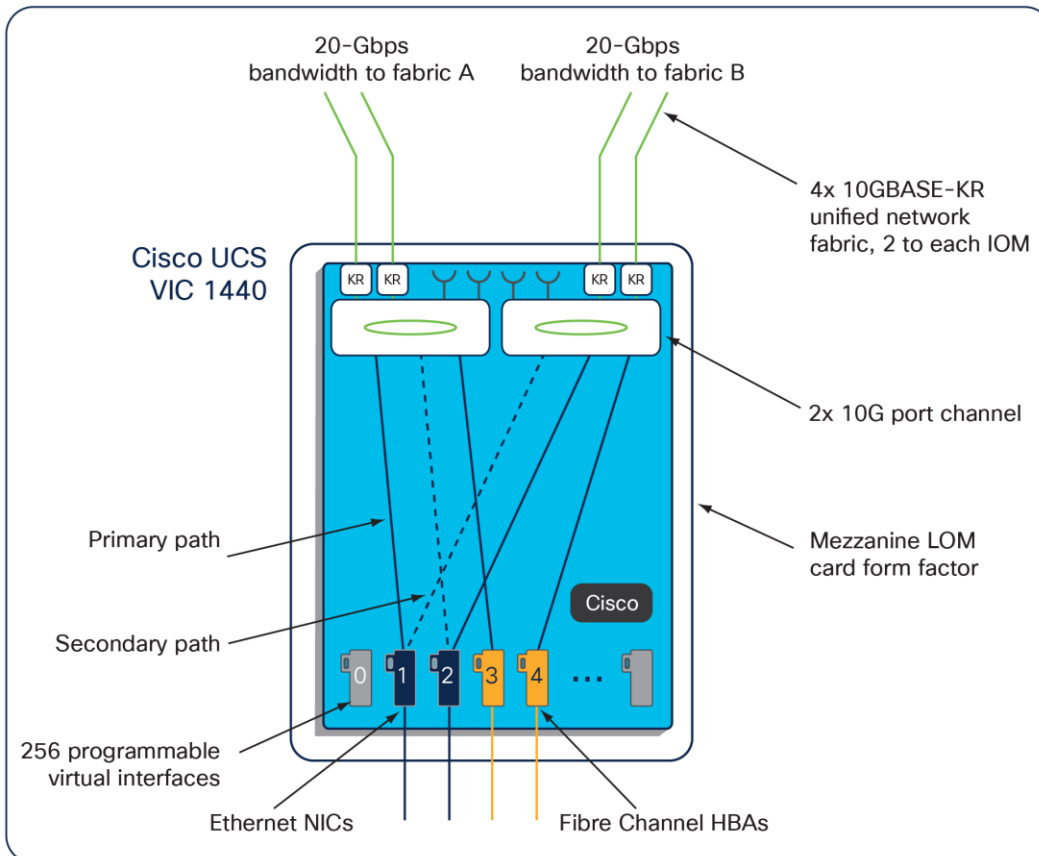 20-Gbps
bandwidth to fabric A
20-Gbps
bandwidth to fabric B
4x 10GBASE-KR
unified network
fabric, 2 to each IOM
Cisco UCS
VIC 1440
KR
KR
KR
KR
2x 10G port channel
Primary path
Mezzanine LOM
card form factor
Cisco
Secondary path
0
1
2
3
4
...
256 programmable
virtual interfaces
Ethernet NICs
Fibre Channel HBAs